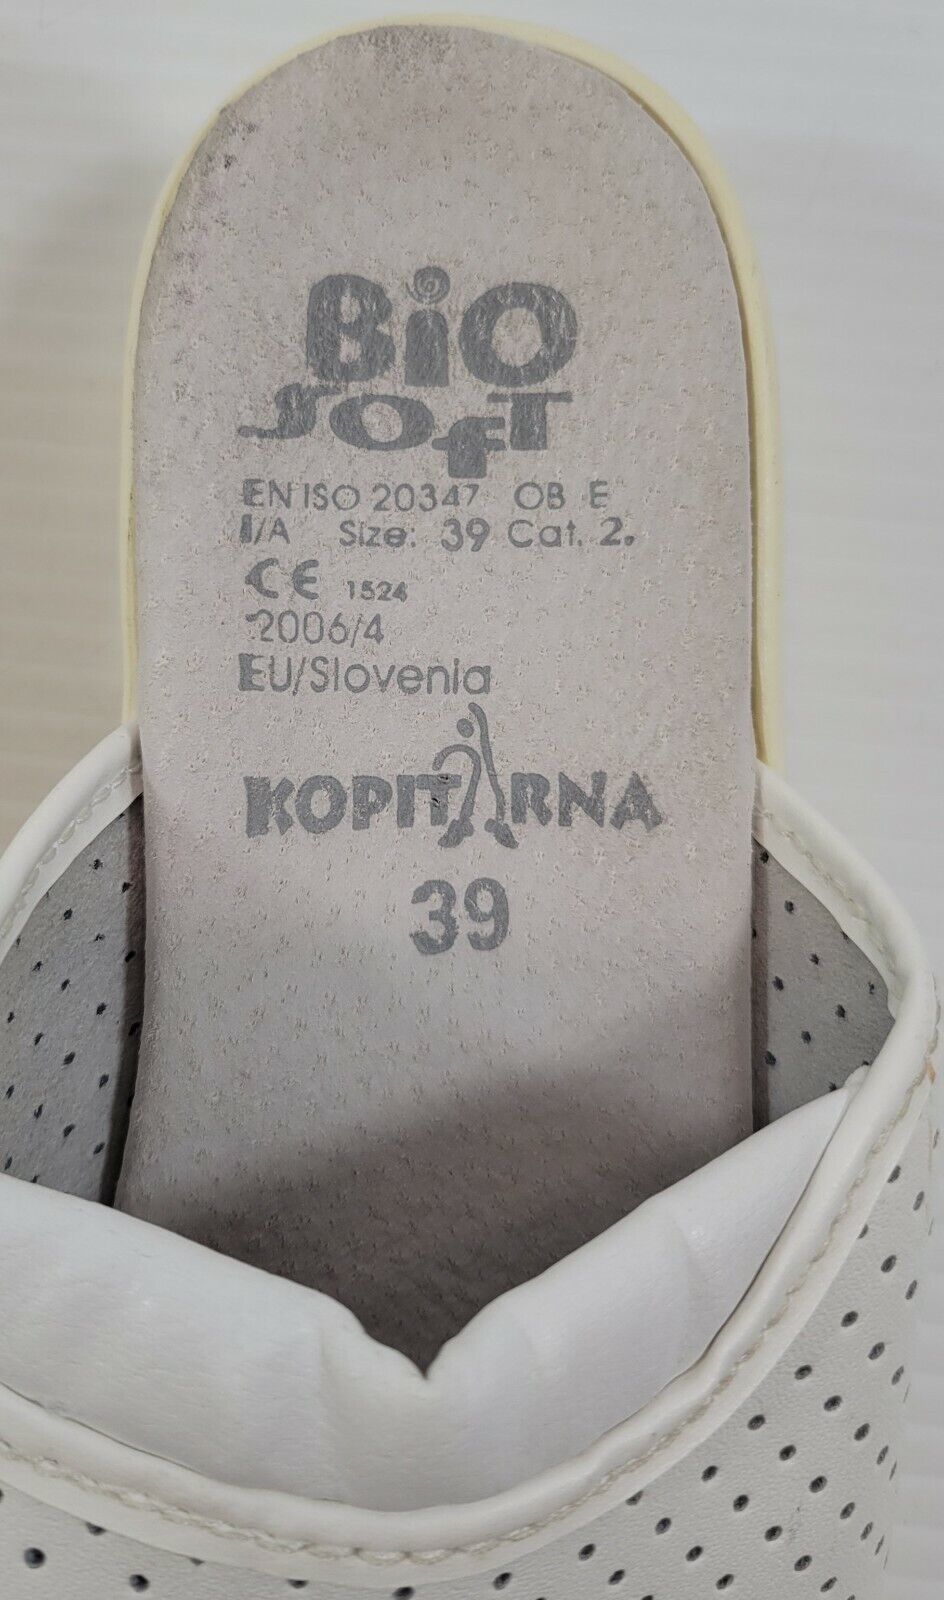 BiO
SOfT
EN ISO 20347 OB E
I/A Size: 39 Cat. 2.
CE 1524
2006/4
EU/Slovenia
KOPITARNA
39